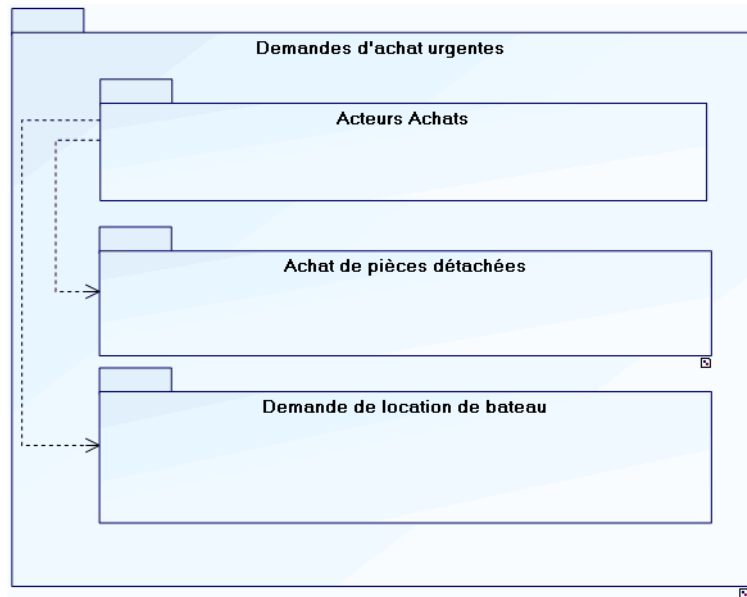 Demandes d'achat urgentes
Acteurs Achats
Achat de pièces détachées
Demande de location de bateau